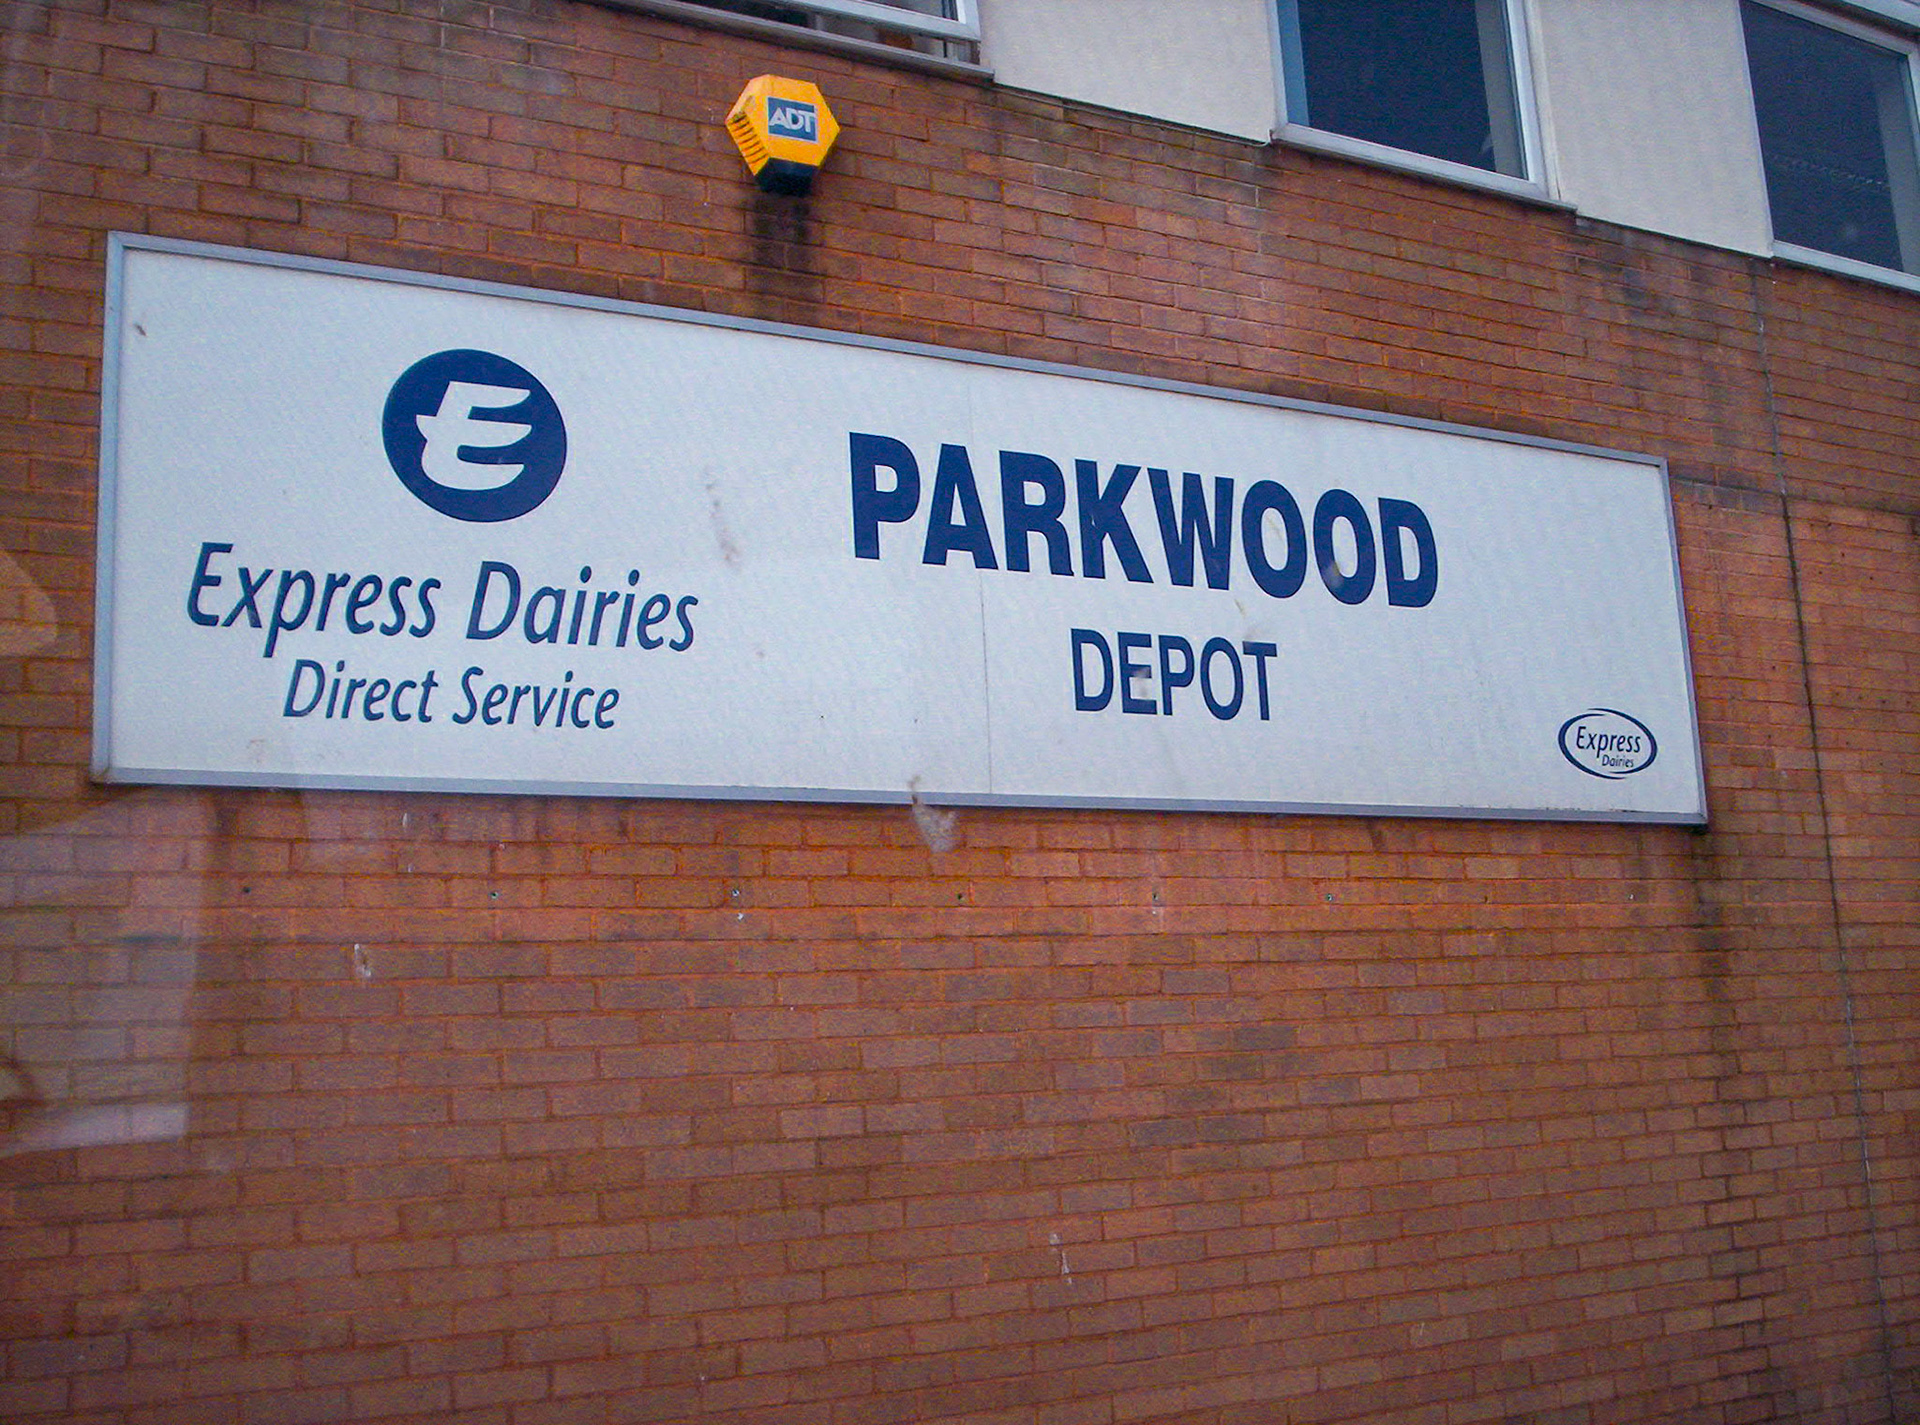 ADT
E
Express Dairies
Direct Service
PARKWOOD
DEPOT
Express
Dairies